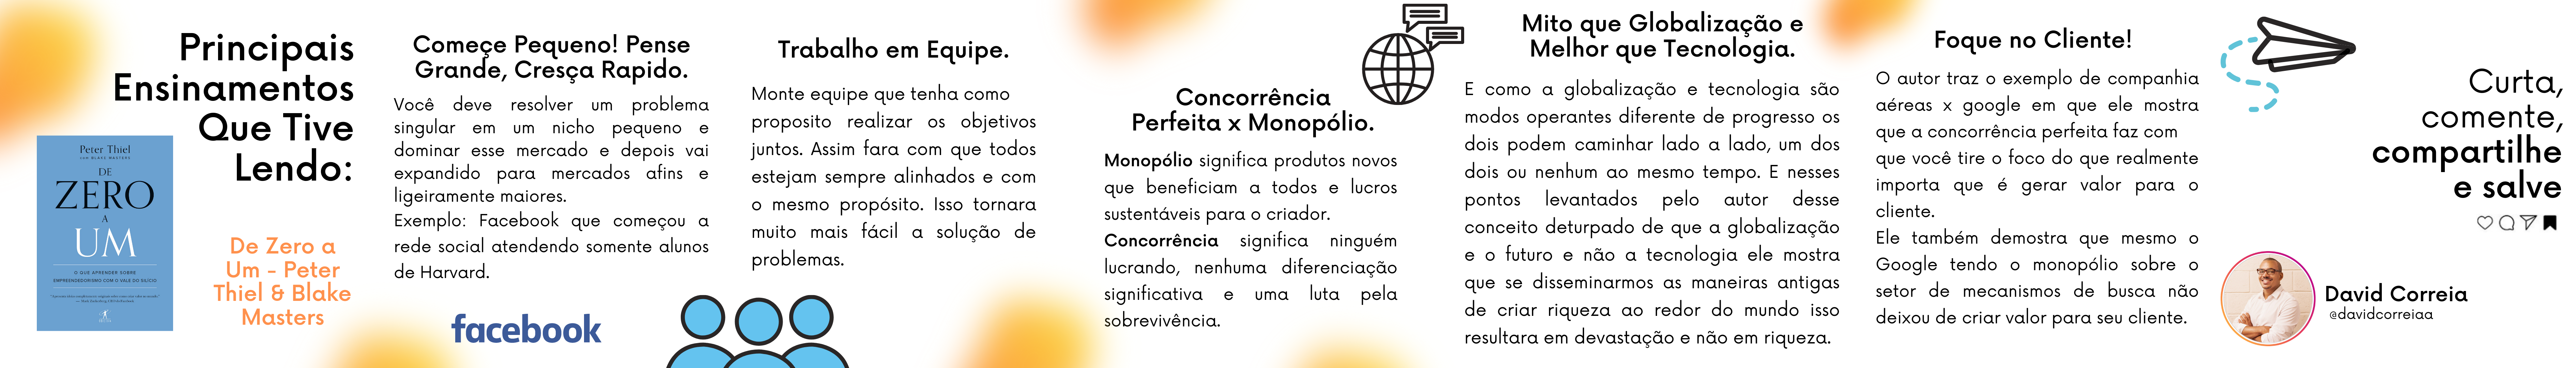 Principais
Ensinamentos
Que Tive
Lendo:
Peter Thiel
com BLAKE MASTERS
DE
ZERO
A
UM
O QUE APRENDER SOBRE
EMPREENDEDORISMO COM O VALE DO SILÍCIO
De Zero a
Um - Peter
Thiel & Blake
Masters
Começe Pequeno! Pense
Grande, Cresça Rapido.
Você deve resolver um problema
singular em um nicho pequeno e
dominar esse mercado e depois vai
expandido para mercados afins e
ligeiramente maiores.
Exemplo: Facebook que começou a
rede social atendendo somente alunos
de Harvard.
facebook
Trabalho em Equipe.
Monte equipe que tenha como
proposito realizar os objetivos
juntos. Assim fara com que todos
estejam sempre alinhados e com
o mesmo propósito. Isso tornara
muito mais fácil a solução de
problemas.
Concorrência
Perfeita x Monopólio.
Monopólio significa produtos novos
que beneficiam a todos e lucros
sustentáveis para o criador.
Concorrência significa ninguém
lucrando, nenhuma diferenciação
significativa e uma luta pela
sobrevivência.
Mito que Globalização e
Melhor que Tecnologia.
E como a globalização e tecnologia são
modos operantes diferente de progresso os
dois podem caminhar lado a lado, um dos
dois ou nenhum ao mesmo tempo. E nesses
pontos levantados pelo autor desse
conceito deturpado de que a globalização
e o futuro e não a tecnologia ele mostra
que se disseminarmos as maneiras antigas
de criar riqueza ao redor do mundo isso
resultara em devastação e não em riqueza.
Foque no Cliente!
O autor traz o exemplo de companhia
aéreas x google em que ele mostra
que a concorrência perfeita faz com
que você tire o foco do que realmente
importa que é gerar valor para o
cliente.
Ele também demostra que mesmo o
Google tendo o monopólio sobre o
setor de mecanismos de busca não
deixou de criar valor para seu cliente.
Curta,
comente,
compartilhe
e salve
David Correia
@davidcorreiaa